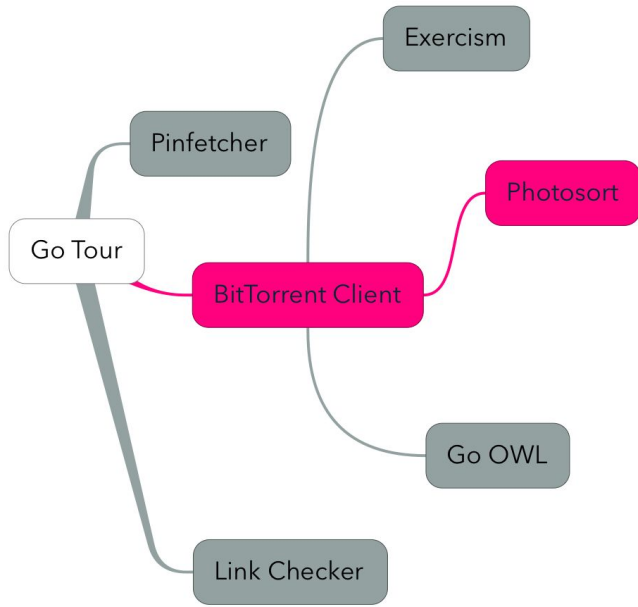 Exercism
Pinfetcher
Photosort
Go Tour
BitTorrent Client
Go OWL
Link Checker